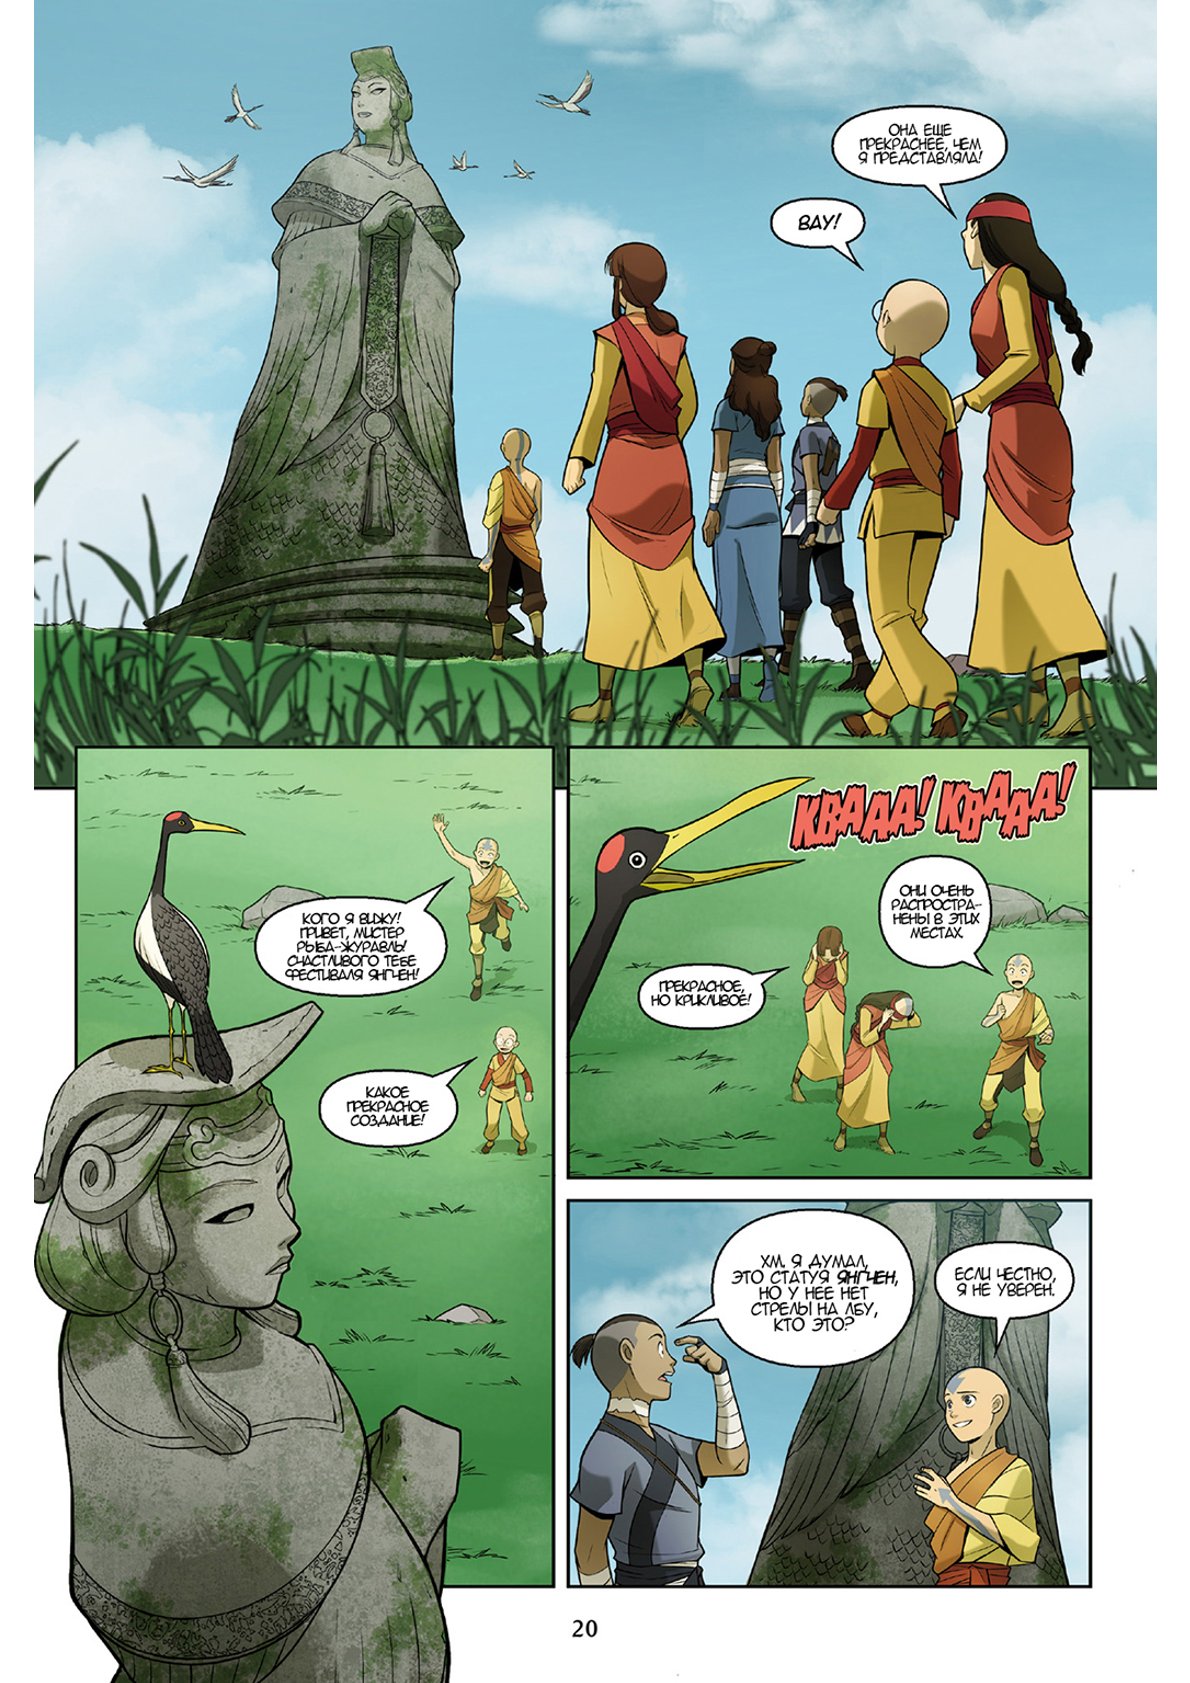 ОНА ЕЩЕ
ПРЕКРАСНЕЕ, ЧЕМ
Я ПРЕДСТАВЛЯЛА!
ВАУ!
КОГО Я ВИЖУ!
ПРИВЕТ, МИСТЕР
РЫБА-ЖУРАВЛЬ!
СЧАСТЛИВОГО ТЕБЕ
ФЕСТИВАЛЯ ЯНГЧЕН!
КАКОЕ
ПРЕКРАСНОЕ
СОЗДАНИЕ!
КВААА! КВААА!
ОНИ ОЧЕНЬ
РАСПРОСТРА-
НЕНЫ В ЭТИХ
МЕСТАХ.
ПРЕКРАСНОЕ,
НО КРИКЛИВОЕ!
ХМ. Я ДУМАЛ,
ЭТО СТАТУЯ ЯНГЧЕН,
НО У НЕЕ НЕТ
СТРЕЛЫ НА ЛБУ,
КТО ЭТО?
ЕСЛИ ЧЕСТНО,
Я НЕ УВЕРЕН.
20